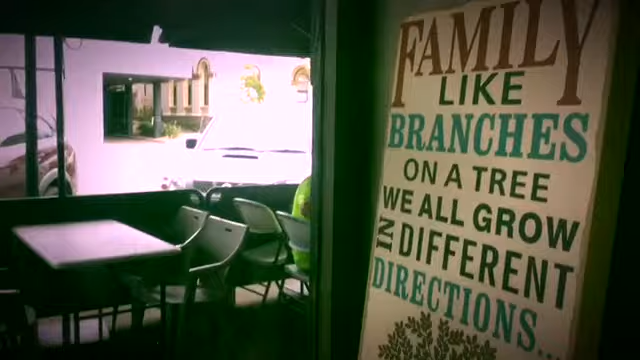 FAMILY
LIKE
BRANCHES
ON A TREE
WE ALL GROW
IN DIFFERENT
DIRECTIONS...